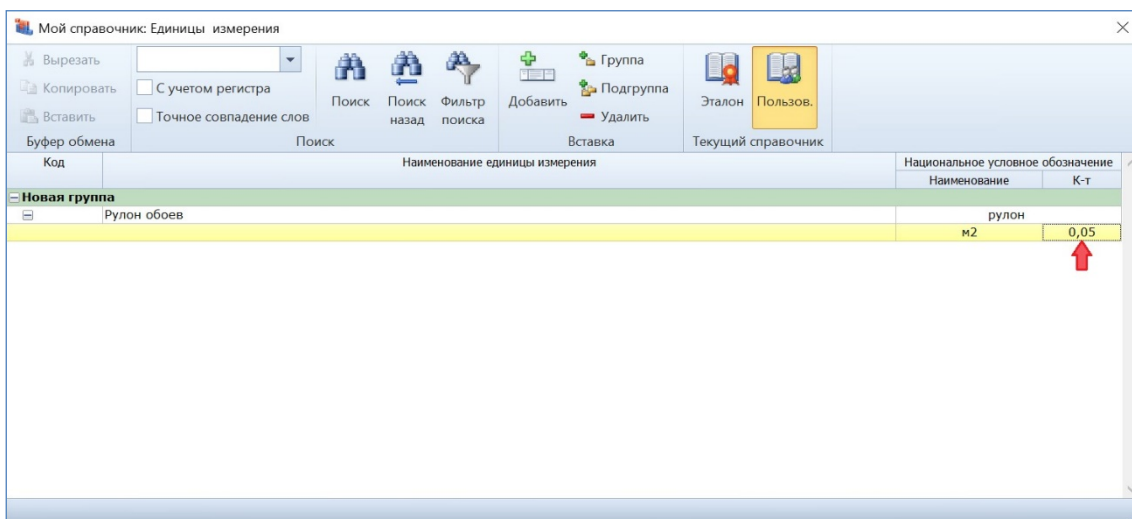 Мой справочник: Единицы измерения
Вырезать
Копировать
Вставить
Буфер обмена
С учетом регистра
Точное совпадение слов
Поиск
Поиск назад
Фильтр поиска
Поиск
Добавить
Группа
Подгруппа
Удалить
Вставка
Эталон
Пользов.
Текущий справочник
Код
Наименование единицы измерения
Национальное условное обозначение
Наименование
К-т
Новая группа
Рулон обоев
рулон
м2
0,05